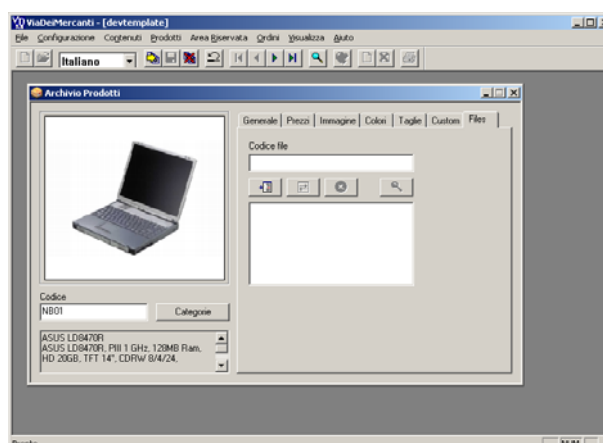 ViaDeiMercanti - [devtemplate]
File Configurazione Contenuti Prodotti Area Riservata Ordini Visualizza Aiuto
Italiano
Archivio Prodotti
Generale Prezzi Immagine Colori Taglie Custom Files
Codice file
Codice
NB01
Categorie
ASUS LD8470R
ASUS LD8470R, PIII 1 GHz, 128MB Ram,
HD 20GB, TFT 14", CDRW 8/4/24,
Pronto NUM